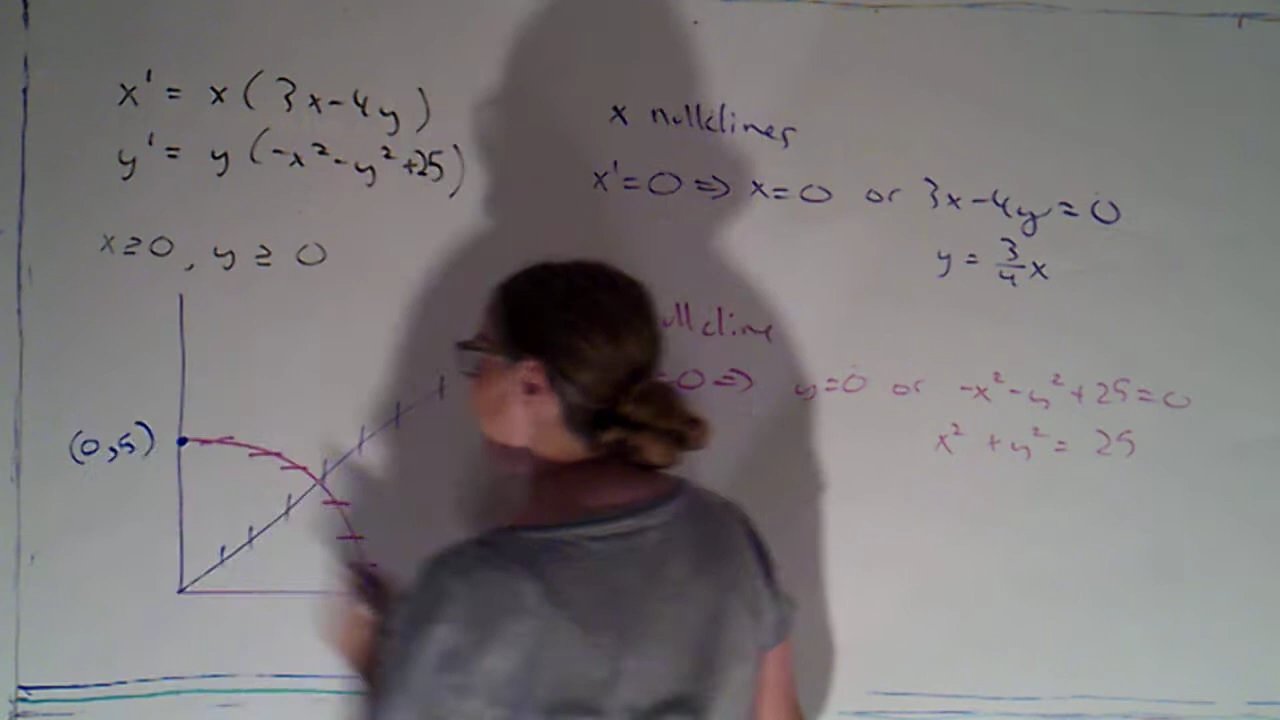 x' = x (3x-4y)
y' = y (-x²-y²+25)
x≥0, y ≥ 0
(0,5)
x nullclines
x'=0 ⇒ x=0 or 3x-4y=0
y = 3/4 x
=0 ⇒ y=0 or -x²-y²+25=0
x² + y² = 25